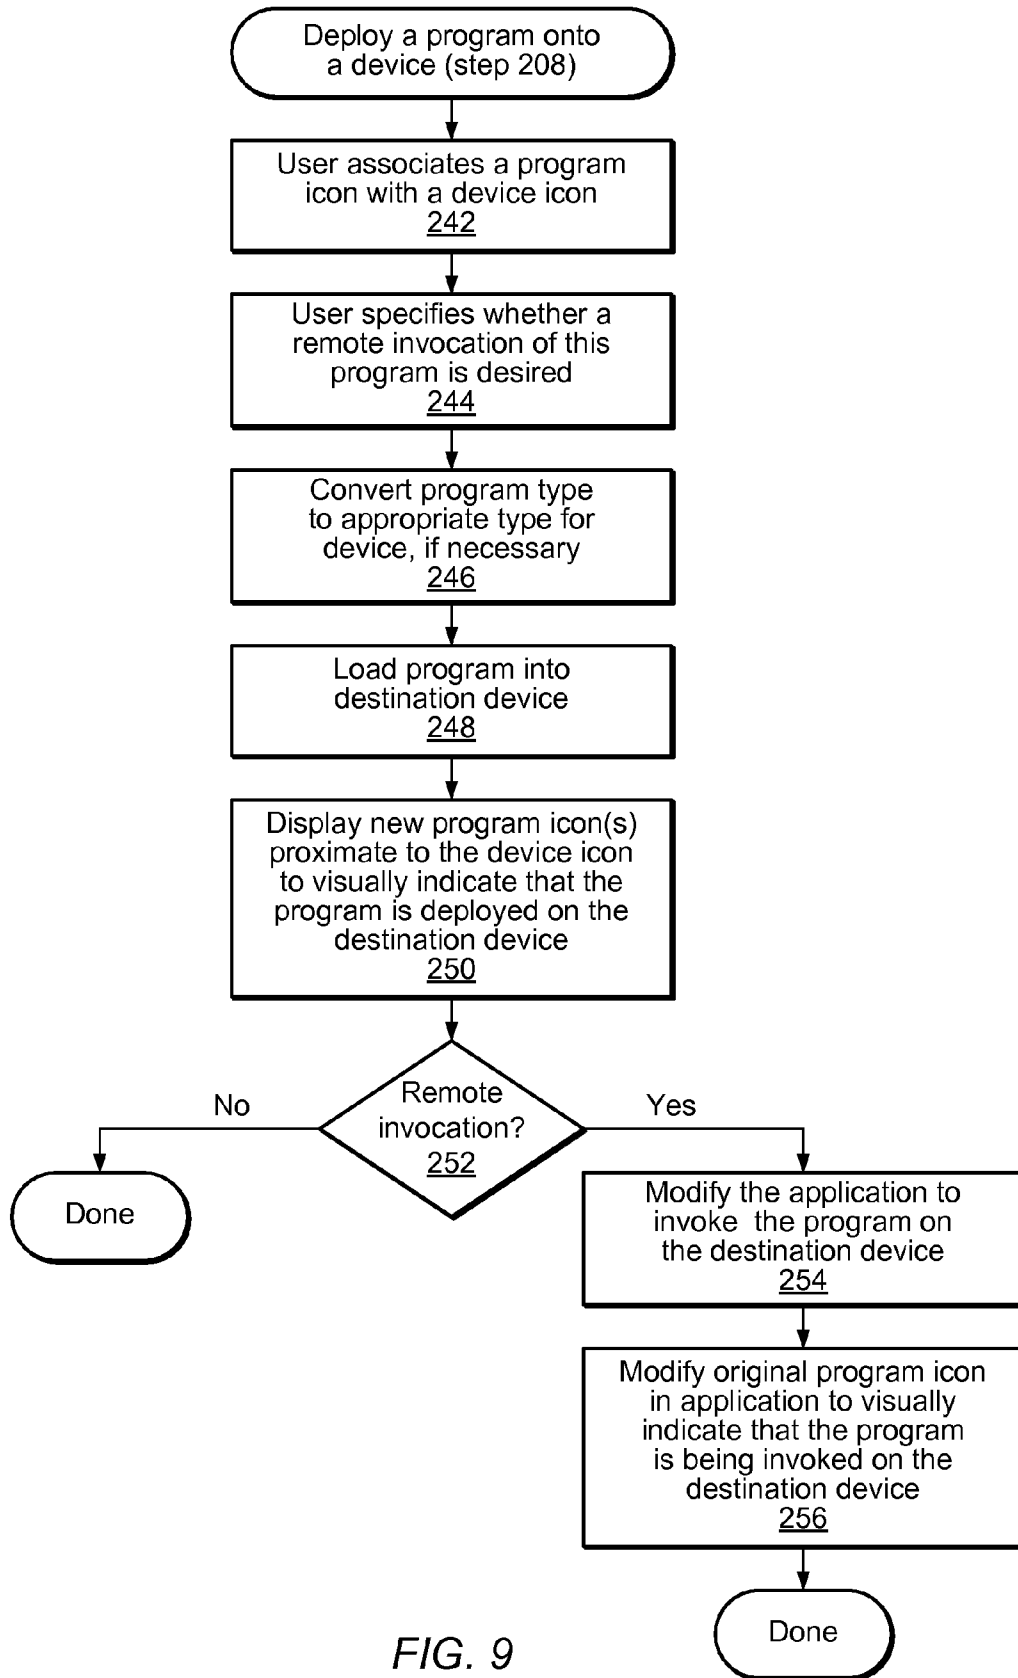 Deploy a program onto
a device (step 208)
User associates a program
icon with a device icon
242
User specifies whether a
remote invocation of this
program is desired
244
Convert program type
to appropriate type for
device, if necessary
246
Load program into
destination device
248
Display new program icon(s)
proximate to the device icon
to visually indicate that the
program is deployed on the
destination device
250
Remote
invocation?
252
No
Yes
Done
Modify the application to
invoke the program on
the destination device
254
Modify original program icon
in application to visually
indicate that the program
is being invoked on the
destination device
256
Done
FIG. 9